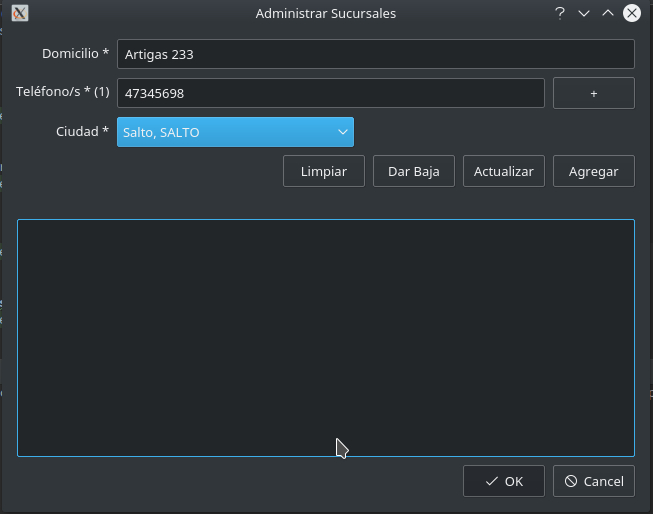 Administrar Sucursales
Domicilio * Artigas 233
Teléfono/s * (1) 47345698 +
Ciudad * Salto, SALTO
Limpiar Dar Baja Actualizar Agregar
OK Cancel